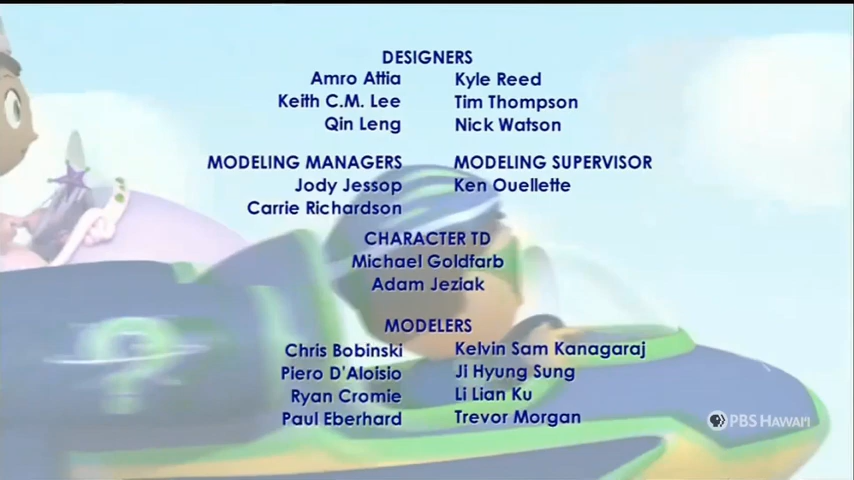 DESIGNERS
Amro Attia Kyle Reed
Keith C.M. Lee Tim Thompson
Qin Leng Nick Watson
MODELING MANAGERS MODELING SUPERVISOR
Jody Jessop Ken Ouellette
Carrie Richardson
CHARACTER TD
Michael Goldfarb
Adam Jeziak
MODELERS
Chris Bobinski Kelvin Sam Kanagaraj
Piero D'Aloisio Ji Hyung Sung
Ryan Cromie Li Lian Ku
Paul Eberhard Trevor Morgan
?
PBS HAWAI'I